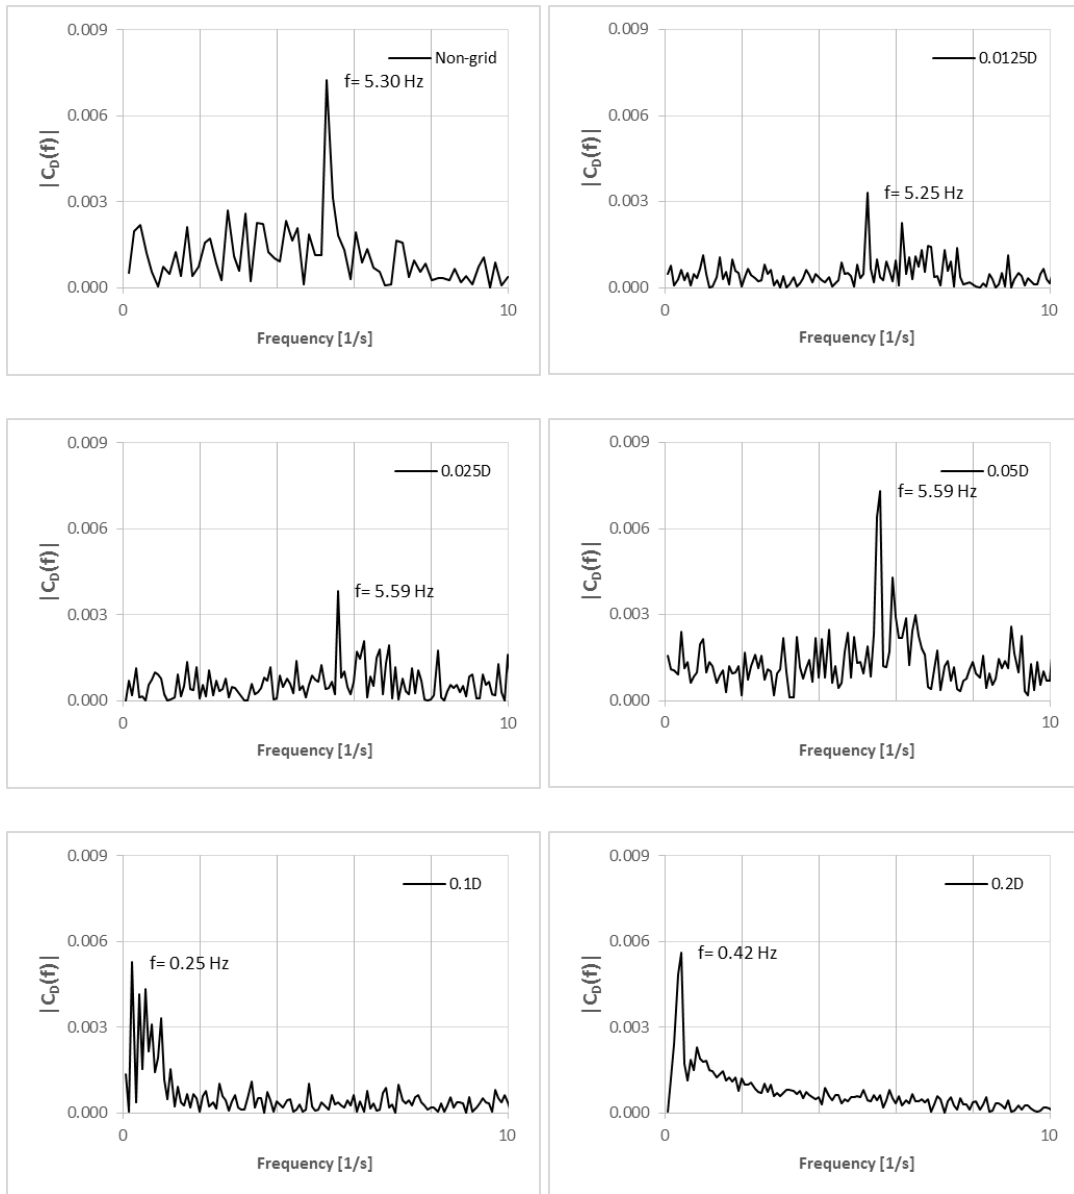 0.009
Non-grid
f= 5.30 Hz
0.006
|C_D(f)|
0.003
0.000
0
10
Frequency [1/s]
0.009
0.0125D
0.006
|C_D(f)|
0.003
f= 5.25 Hz
0.000
0
10
Frequency [1/s]
0.009
0.025D
0.006
|C_D(f)|
f= 5.59 Hz
0.003
0.000
0
10
Frequency [1/s]
0.009
0.05D
f= 5.59 Hz
0.006
|C_D(f)|
0.003
0.000
0
10
Frequency [1/s]
0.009
0.1D
0.006
f= 0.25 Hz
|C_D(f)|
0.003
0.000
0
10
Frequency [1/s]
0.009
0.2D
0.006
f= 0.42 Hz
|C_D(f)|
0.003
0.000
0
10
Frequency [1/s]